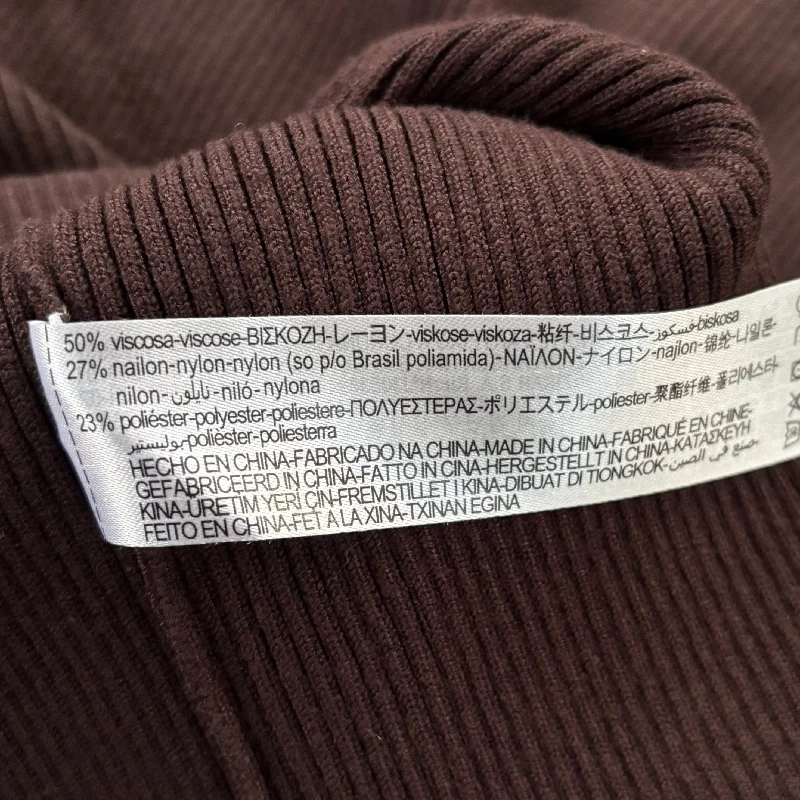 50% viscosa-viscose-ΒΙΣΚΟΖΗ-レーヨン-viskose-viskoza-粘纤-비스코스-فسكوز-biskosa
27% nailon-nylon-nylon (so p/o Brasil poliamida)-ΝΑΪΛΟΝ-ナイロン-najlon-锦纶-나일론-
nilon-نايلون-niló-nylona
23% poliéster-polyester-poliestere-ΠΟΛΥΕΣΤΕΡΑΣ-ポリエステル-poliester-聚酯纤维-폴리에스타-
بوليستير-polièster-poliesterra
HECHO EN CHINA-FABRICADO NA CHINA-MADE IN CHINA-FABRIQUÉ EN CHINE-
GEFABRICEERD IN CHINA-FATTO IN CINA-HERGESTELLT IN CHINA-ΚΑΤΑΣΚΕΥΗ
ΚΙΝΑ-ÜRETIM YERİ ÇIN-FREMSTILLET I KINA-DIBUAT DI TIONGKOK-صنع في الصين-
FEITO EN CHINA-FET A LA XINA-TXINAN EGINA